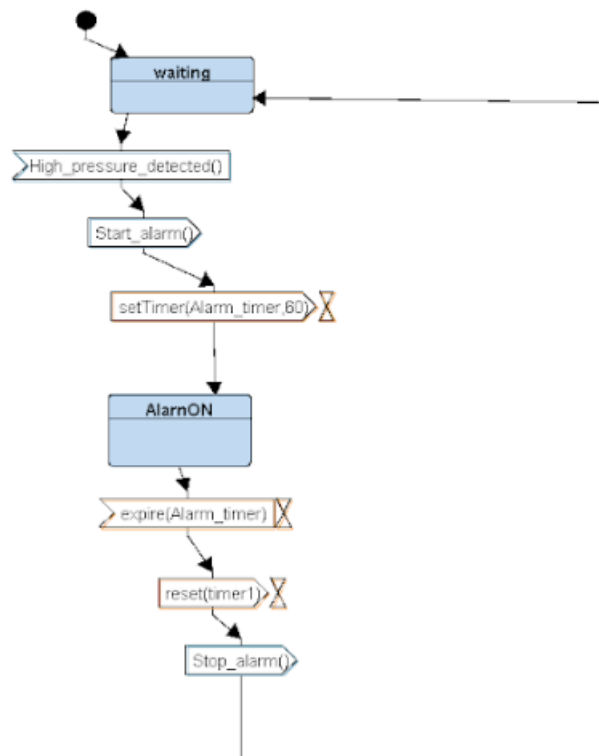 waiting
High_pressure_detected()
Start_alarm()
setTimer(Alarm_timer,60)
AlarnON
expire(Alarm_timer)
reset(timer1)
Stop_alarm()